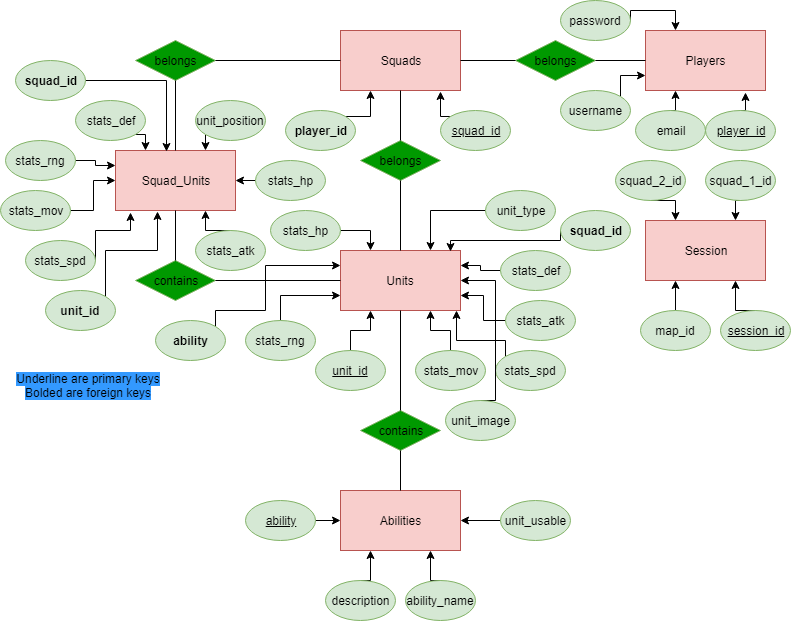 password
belongs
Squads
belongs
Players
squad_id
username
stats_def
unit_position
player_id
squad_id
email
player_id
stats_rng
belongs
Squad_Units
stats_hp
squad_2_id
squad_1_id
stats_mov
unit_type
stats_hp
squad_id
stats_spd
stats_atk
Session
stats_def
contains
Units
unit_id
stats_atk
ability
stats_rng
map_id
session_id
unit_id
stats_mov
stats_spd
Underline are primary keys
Bolded are foreign keys
unit_image
contains
ability
Abilities
unit_usable
description
ability_name